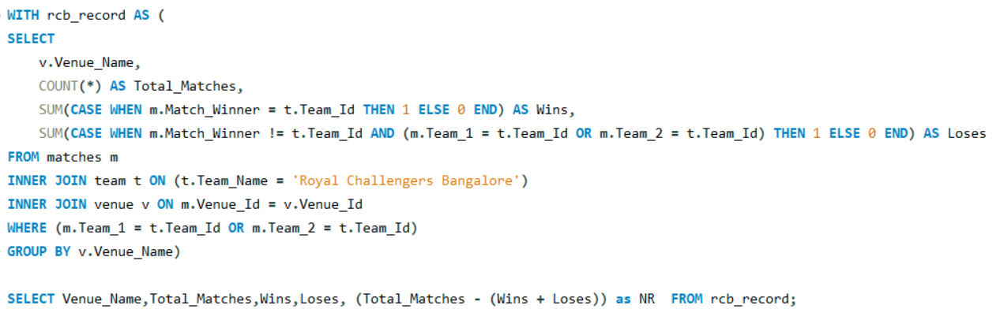 WITH rcb_record AS (
SELECT
    v.Venue_Name,
    COUNT(*) AS Total_Matches,
    SUM(CASE WHEN m.Match_Winner = t.Team_Id THEN 1 ELSE 0 END) AS Wins,
    SUM(CASE WHEN m.Match_Winner != t.Team_Id AND (m.Team_1 = t.Team_Id OR m.Team_2 = t.Team_Id) THEN 1 ELSE 0 END) AS Loses
FROM matches m
INNER JOIN team t ON (t.Team_Name = 'Royal Challengers Bangalore')
INNER JOIN venue v ON m.Venue_Id = v.Venue_Id
WHERE (m.Team_1 = t.Team_Id OR m.Team_2 = t.Team_Id)
GROUP BY v.Venue_Name)

SELECT Venue_Name,Total_Matches,Wins,Loses, (Total_Matches - (Wins + Loses)) as NR  FROM rcb_record;